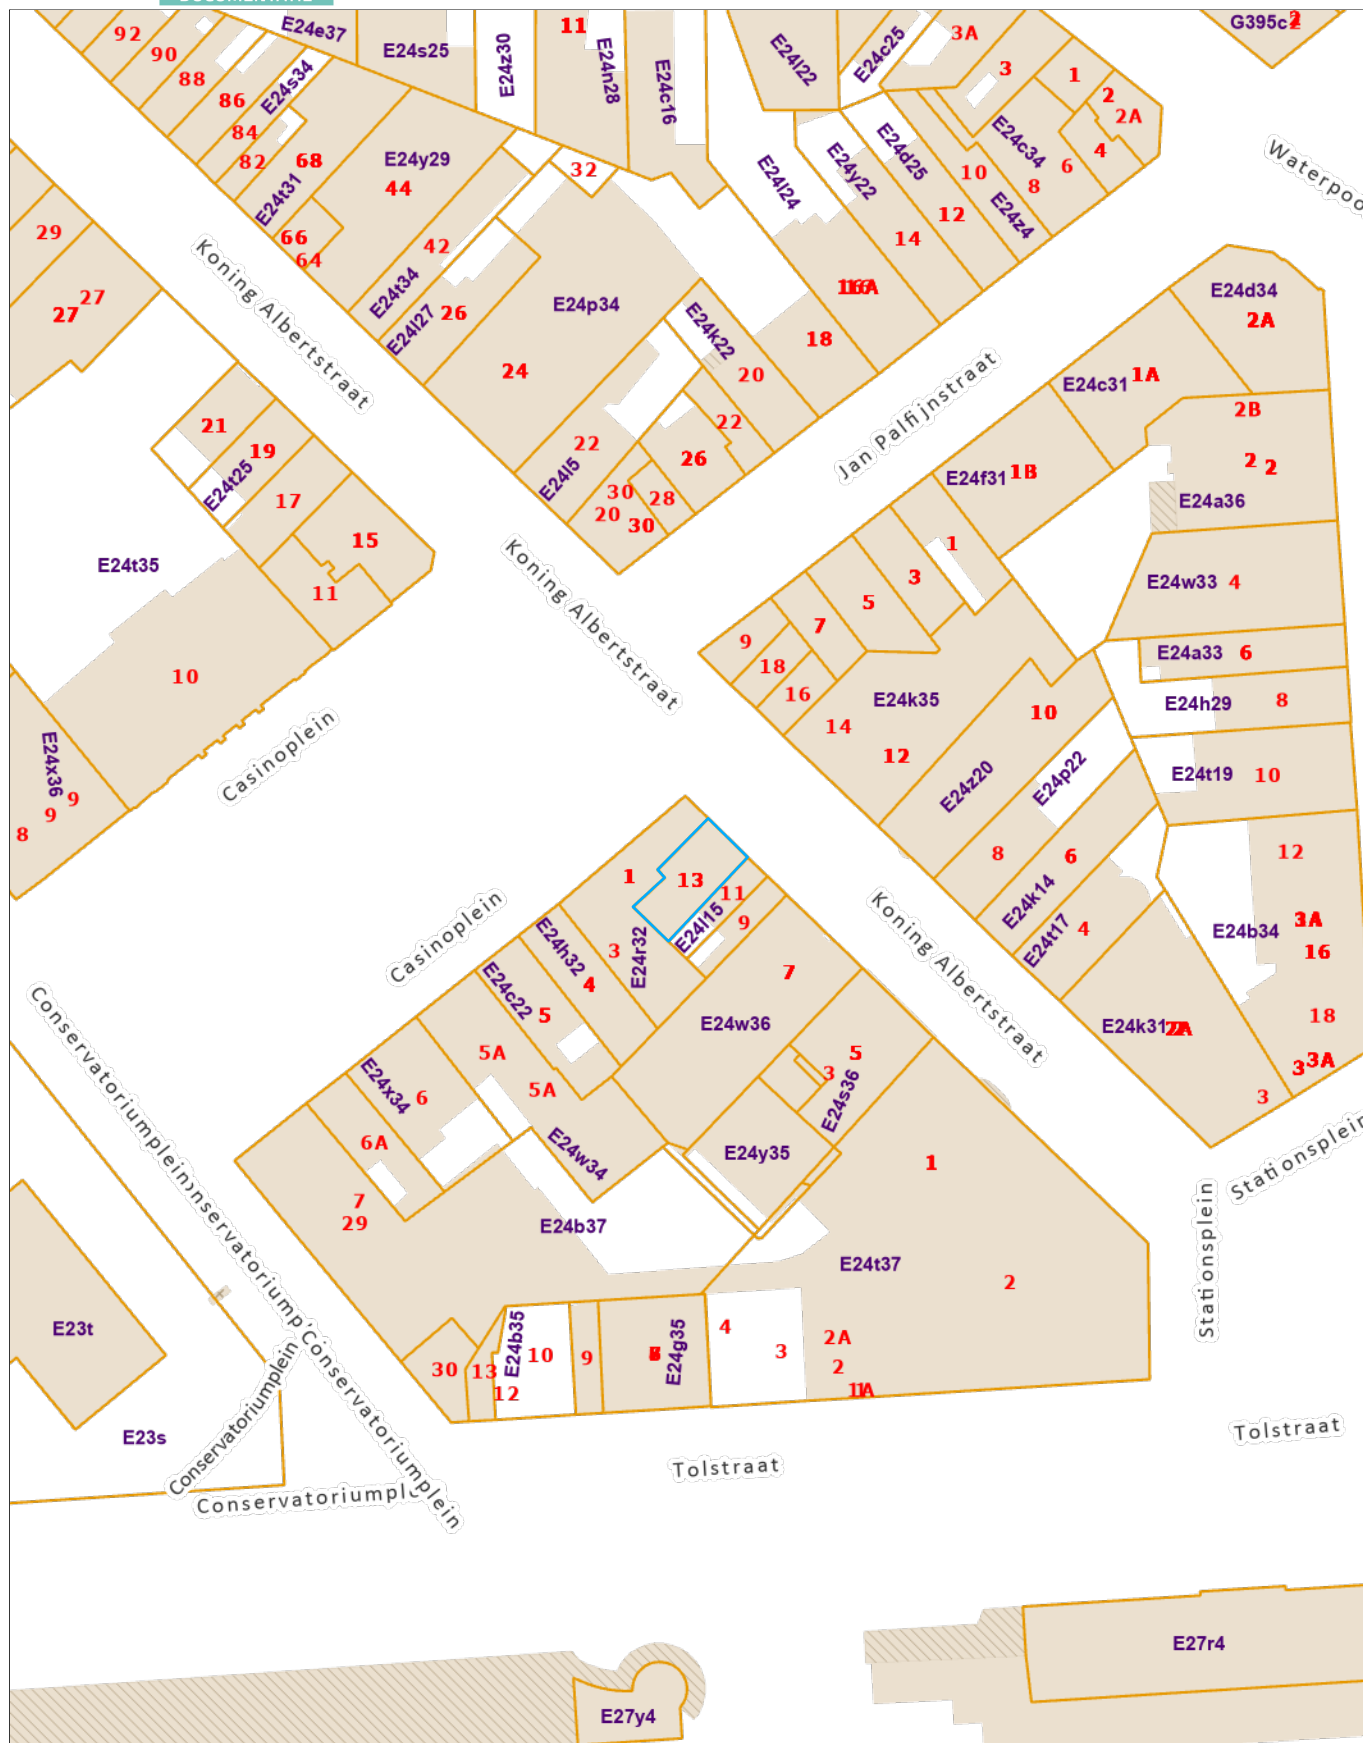 E24e37
E24s25
E24z30
11
E24n28
E24c16
E24l22
E24c25
3A
3
1
2
2A
4
G395c2
92
90
88
86
84
82
E24s34
68
E24t31
66
64
E24y29
44
32
42
E24t34
E24l27
26
E24p34
24
E24l24
E24y22
E24d25
E24c34
10
8
6
E24z4
12
14
16A
18
Waterpoo
29
27
27
Koning Albertstraat
E24k22
20
22
26
22
E24l5
30
28
20
30
Jan Palfijnstraat
E24d34
2A
E24c31
1A
2B
2
2
E24a36
E24f31
1B
1
3
5
7
9
18
16
14
E24w33
4
E24a33
6
E24h29
8
E24t19
10
12
21
19
E24t25
17
15
11
E24t35
10
Koning Albertstraat
E24k35
12
10
E24z20
E24p22
8
6
E24k14
E24t17
4
3A
E24b34
16
18
E24k31
2A
3A
3
3
E24x36
9
9
8
Casinoplein
Casinoplein
1
13
11
E24l15
9
3
E24r32
E24h32
4
E24c22
5
5A
5A
7
E24w36
Koning Albertstraat
5
3
E24s36
E24x34
6
6A
E24w34
E24y35
1
7
29
E24b37
E24t37
2
Conservatoriumplein
Conservatoriumplein
Conservatoriumplein
Conservatoriumplein
Conservatoriumplein
Stationsplein
Stationsplein
E23t
E23s
30
13
12
E24b35
10
9
E24g35
4
3
2A
2
1A
Tolstraat
Tolstraat
E27r4
E27y4